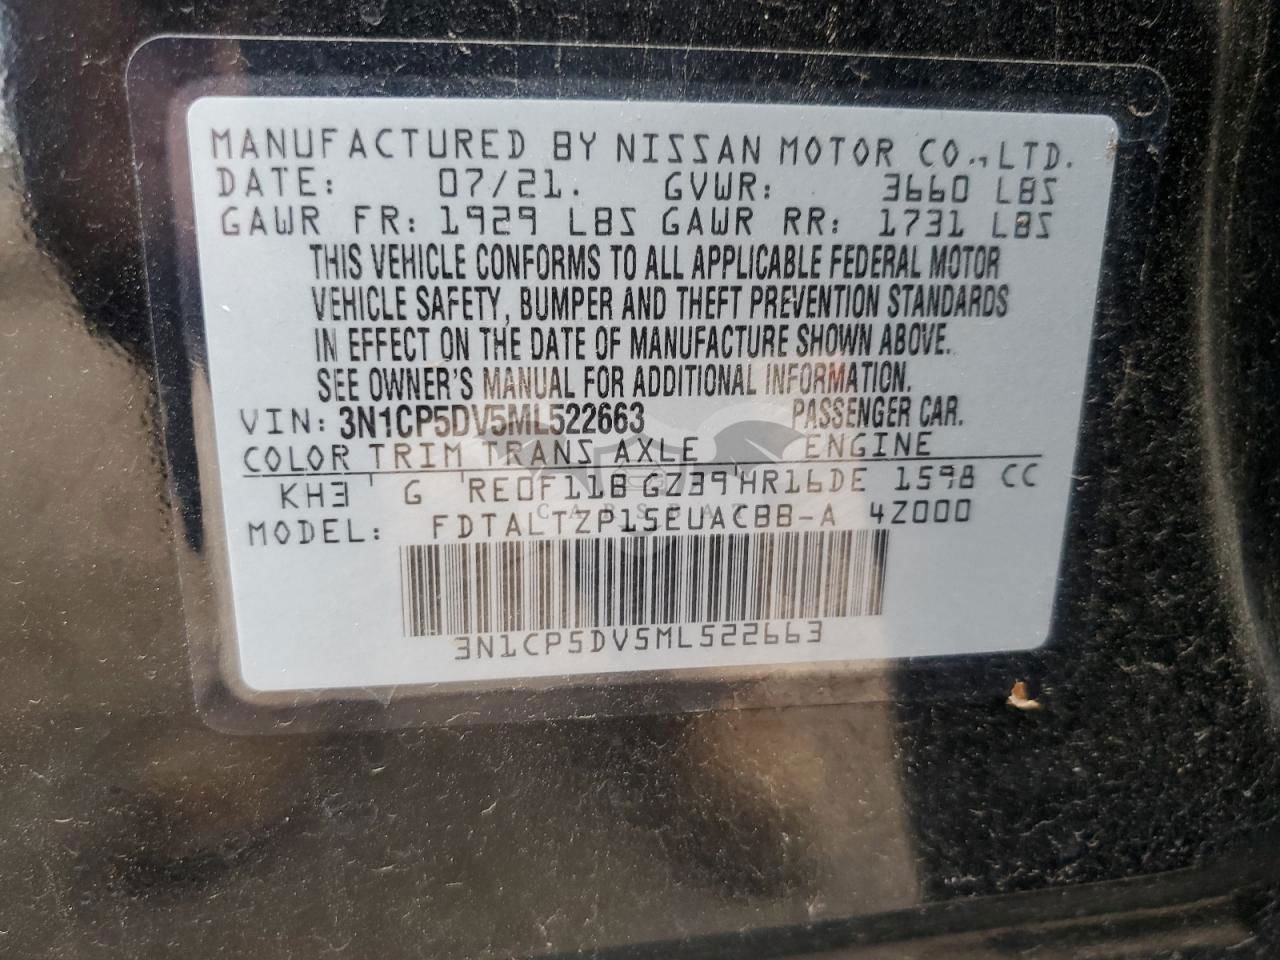 MANUFACTURED BY NISSAN MOTOR CO., LTD.
DATE: 07/21. GVWR: 3660 LBS
GAWR FR: 1929 LBS GAWR RR: 1731 LBS
THIS VEHICLE CONFORMS TO ALL APPLICABLE FEDERAL MOTOR
VEHICLE SAFETY, BUMPER AND THEFT PREVENTION STANDARDS
IN EFFECT ON THE DATE OF MANUFACTURE SHOWN ABOVE.
SEE OWNER'S MANUAL FOR ADDITIONAL INFORMATION.
VIN: 3N1CP5DV5ML522663 PASSENGER CAR.
COLOR TRIM TRANS AXLE ENGINE
KH3 ' G 'RE0F11B GZ39'HR16DE 1598 CC
CARSBAT
MODEL: FDTALTZP15EUACBB-A 4Z000
3N1CP5DV5ML522663